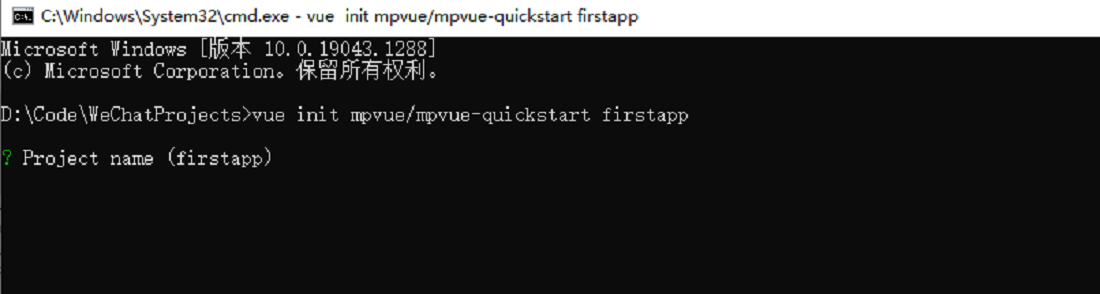 C:\Windows\System32\cmd.exe - vue  init mpvue/mpvue-quickstart firstapp
Microsoft Windows [版本 10.0.19043.1288]
(c) Microsoft Corporation。保留所有权利。
D:\Code\WeChatProjects>vue init mpvue/mpvue-quickstart firstapp
? Project name (firstapp)